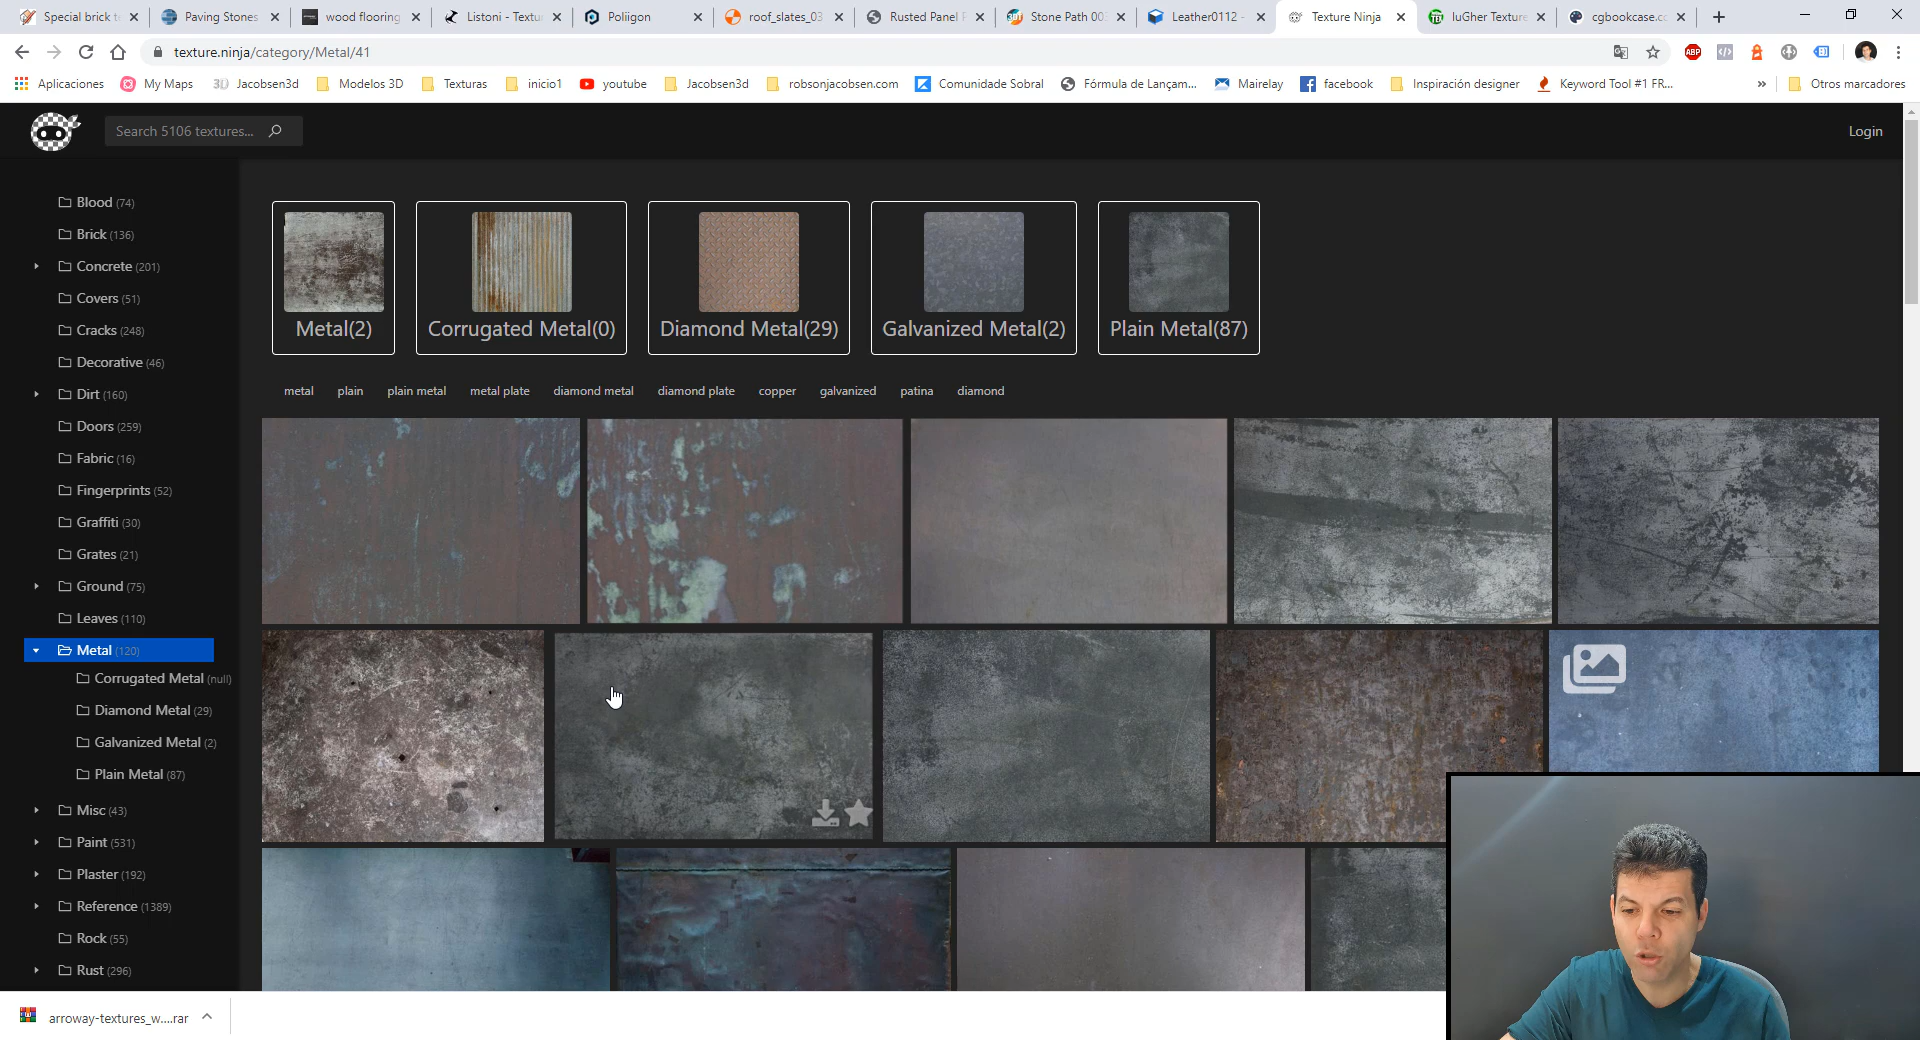 Special brick t
Paving Stones
wood flooring
Listoni - Textu
Poliigon
roof_slates_03
Rusted Panel F
Stone Path 003
Leather0112 -
Texture Ninja
luGher Texture
cgbookcase.co
texture.ninja/category/Metal/41
ABP
Aplicaciones
My Maps
3D Jacobsen3d
Modelos 3D
Texturas
inicio1
youtube
Jacobsen3d
robsonjacobsen.com
Comunidade Sobral
Fórmula de Lançam...
Mairelay
facebook
Inspiración designer
Keyword Tool #1 FR...
»
Otros marcadores
Search 5106 textures...
Login
Blood (74)
Brick (136)
Concrete (201)
Covers (51)
Cracks (248)
Decorative (46)
Dirt (160)
Doors (259)
Fabric (16)
Fingerprints (52)
Graffiti (30)
Grates (21)
Ground (75)
Leaves (110)
Metal (120)
Corrugated Metal (null)
Diamond Metal (29)
Galvanized Metal (2)
Plain Metal (87)
Misc (43)
Paint (531)
Plaster (192)
Reference (1389)
Rock (55)
Rust (296)
Metal(2)
Corrugated Metal(0)
Diamond Metal(29)
Galvanized Metal(2)
Plain Metal(87)
metal
plain
plain metal
metal plate
diamond metal
diamond plate
copper
galvanized
patina
diamond
arroway-textures_w....rar